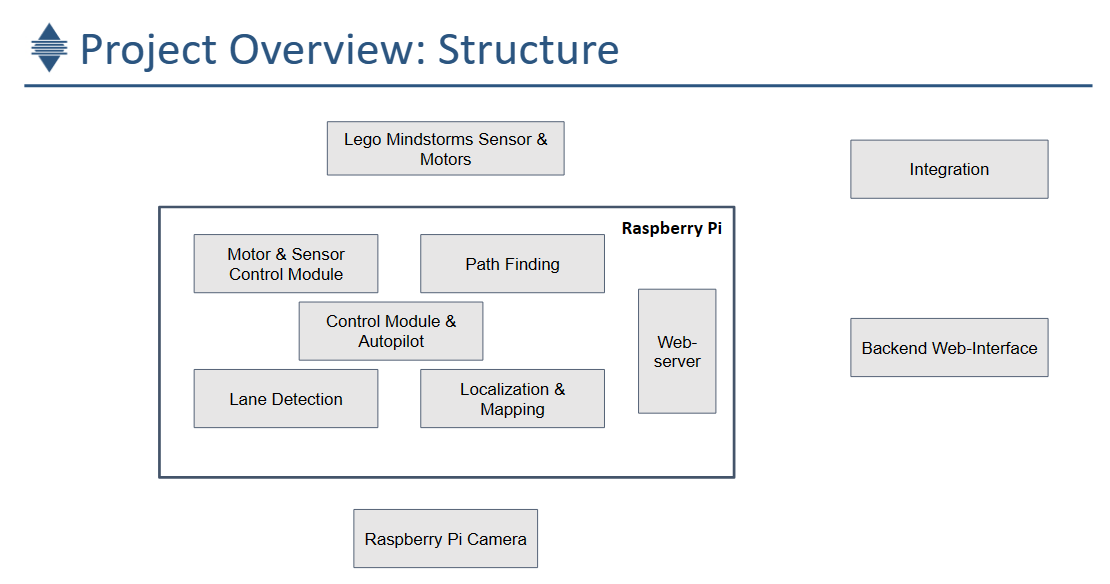 Project Overview: Structure
Lego Mindstorms Sensor &
Motors
Integration
Raspberry Pi
Motor & Sensor
Control Module
Path Finding
Control Module &
Autopilot
Web-
server
Backend Web-Interface
Lane Detection
Localization &
Mapping
Raspberry Pi Camera